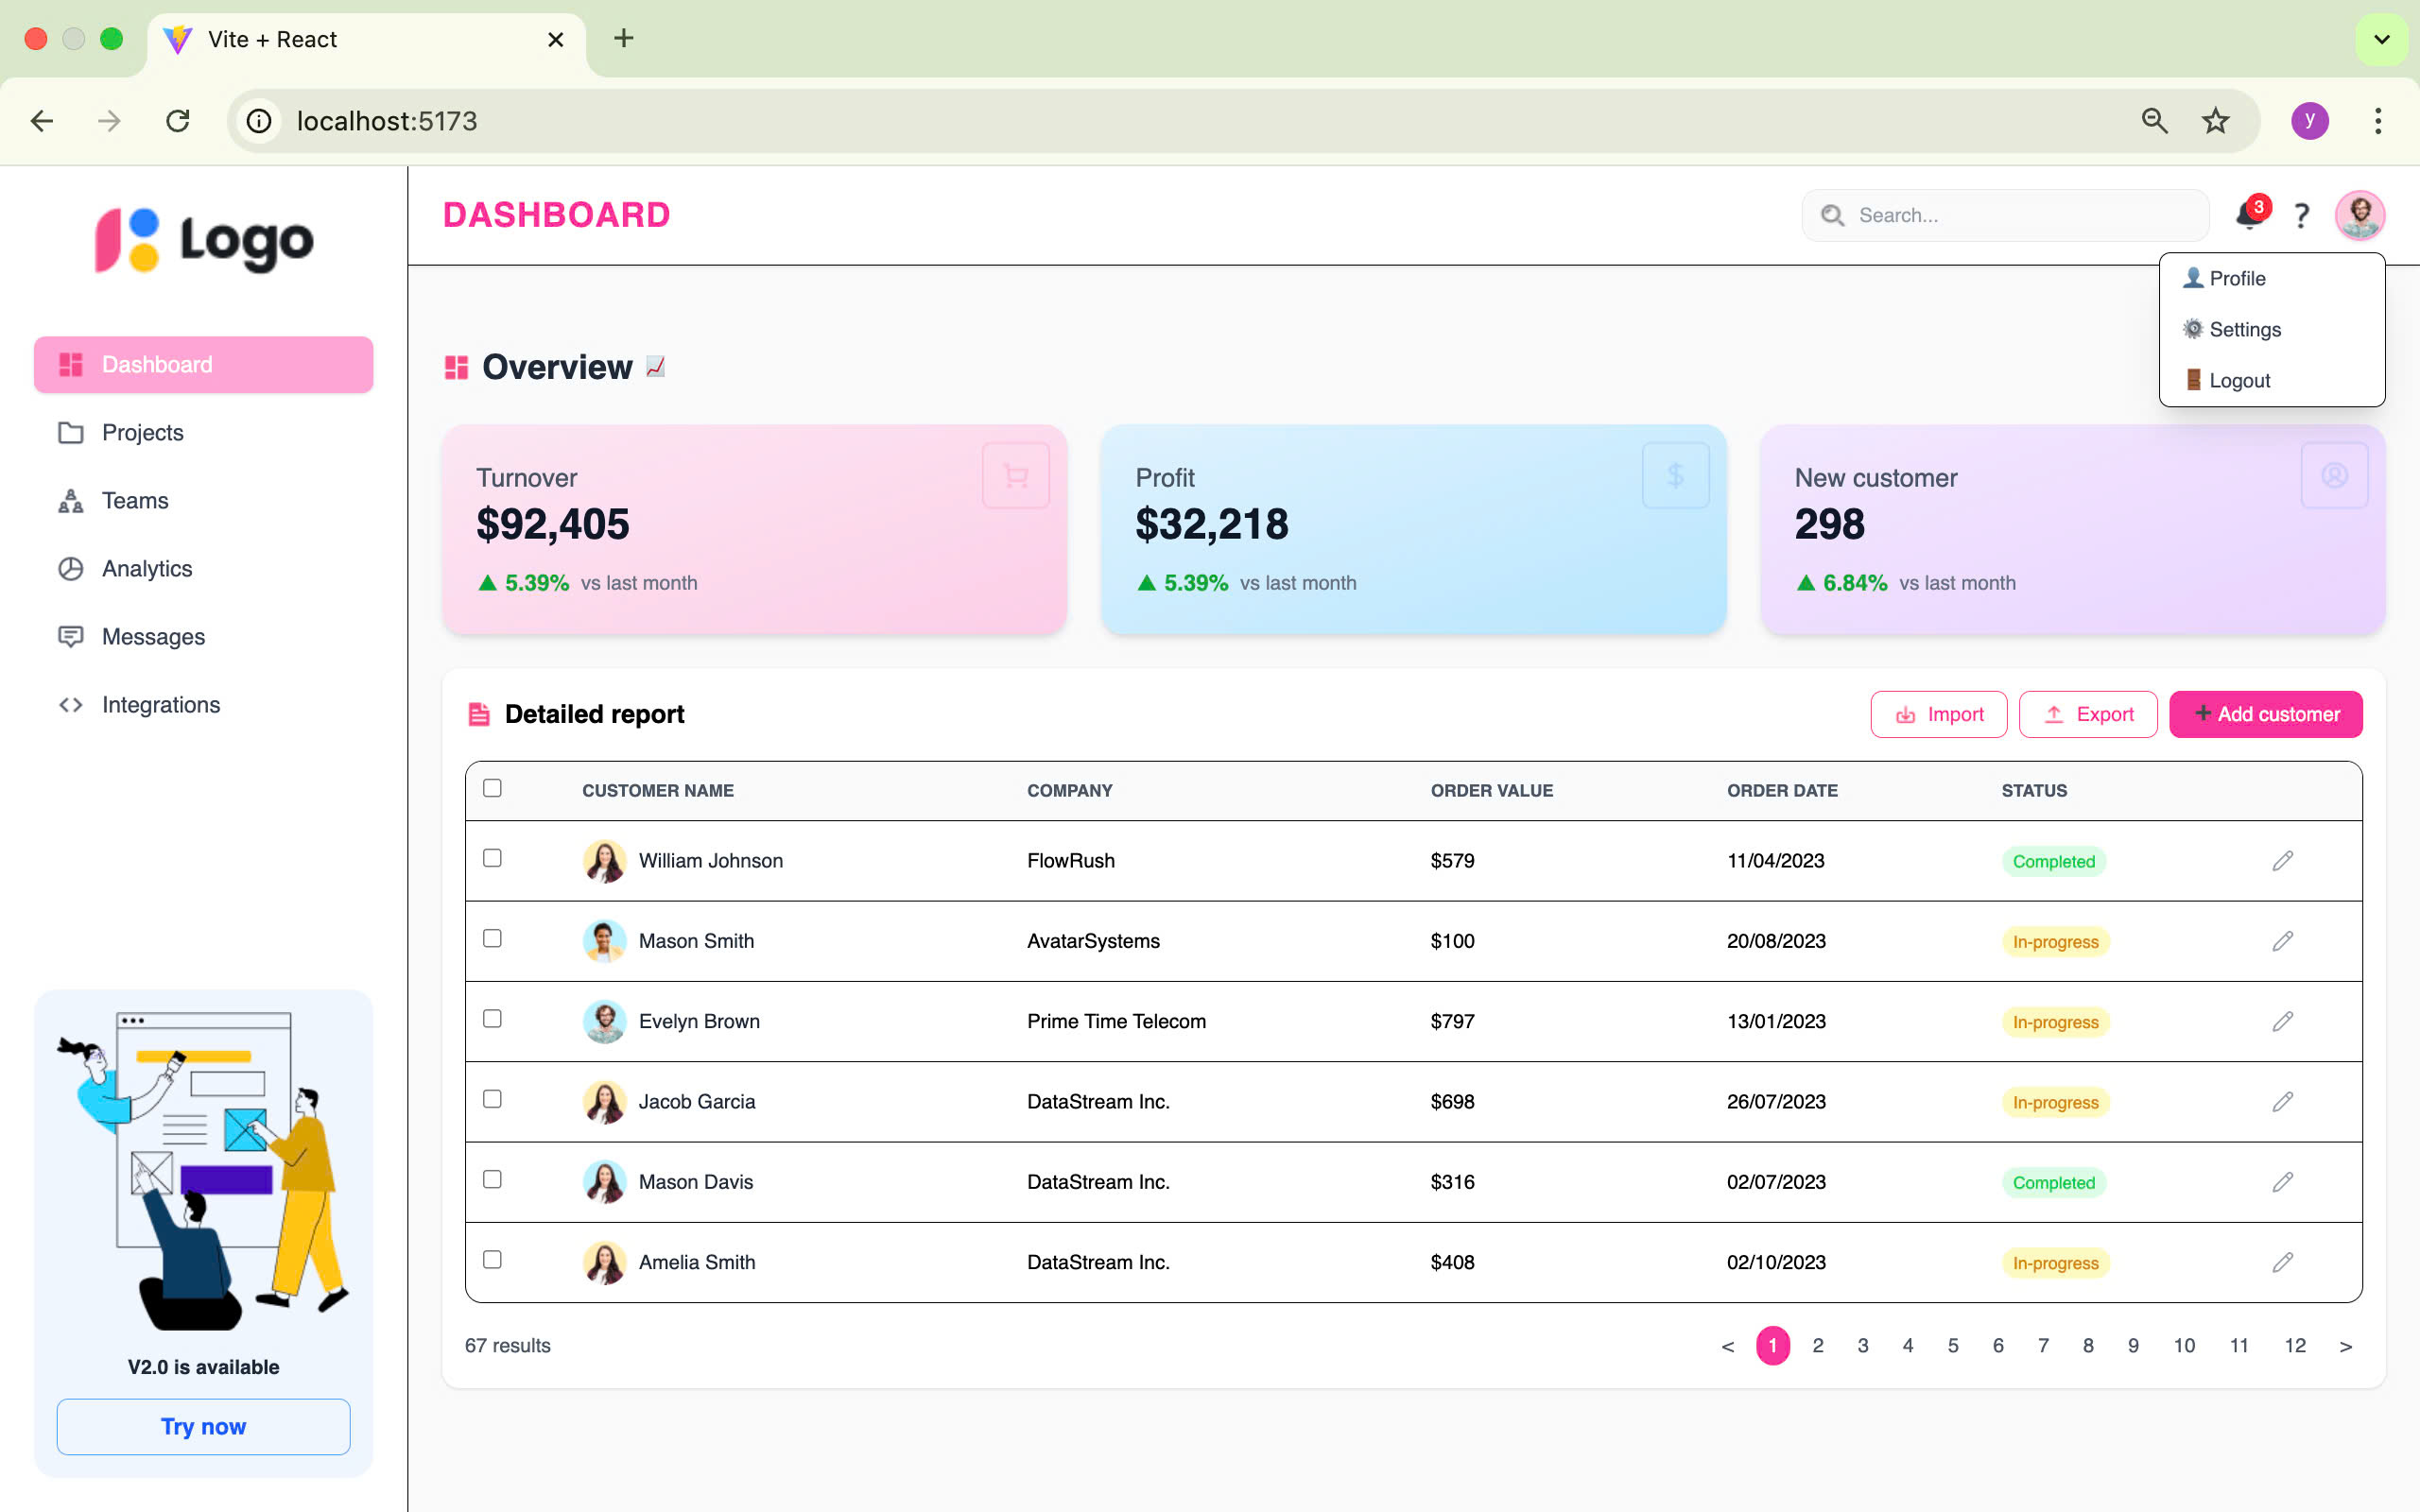 Vite + React
localhost:5173
y
Logo
DASHBOARD
Search...
3
?
Profile
Settings
Logout
Dashboard
Projects
Teams
Analytics
Messages
Integrations
Overview
Turnover
$92,405
▲ 5.39% vs last month
Profit
$32,218
▲ 5.39% vs last month
$
New customer
298
▲ 6.84% vs last month
Detailed report
Import
Export
+ Add customer
CUSTOMER NAME COMPANY ORDER VALUE ORDER DATE STATUS
William Johnson FlowRush $579 11/04/2023 Completed
Mason Smith AvatarSystems $100 20/08/2023 In-progress
Evelyn Brown Prime Time Telecom $797 13/01/2023 In-progress
Jacob Garcia DataStream Inc. $698 26/07/2023 In-progress
Mason Davis DataStream Inc. $316 02/07/2023 Completed
Amelia Smith DataStream Inc. $408 02/10/2023 In-progress
67 results
< 1 2 3 4 5 6 7 8 9 10 11 12 >
V2.0 is available
Try now